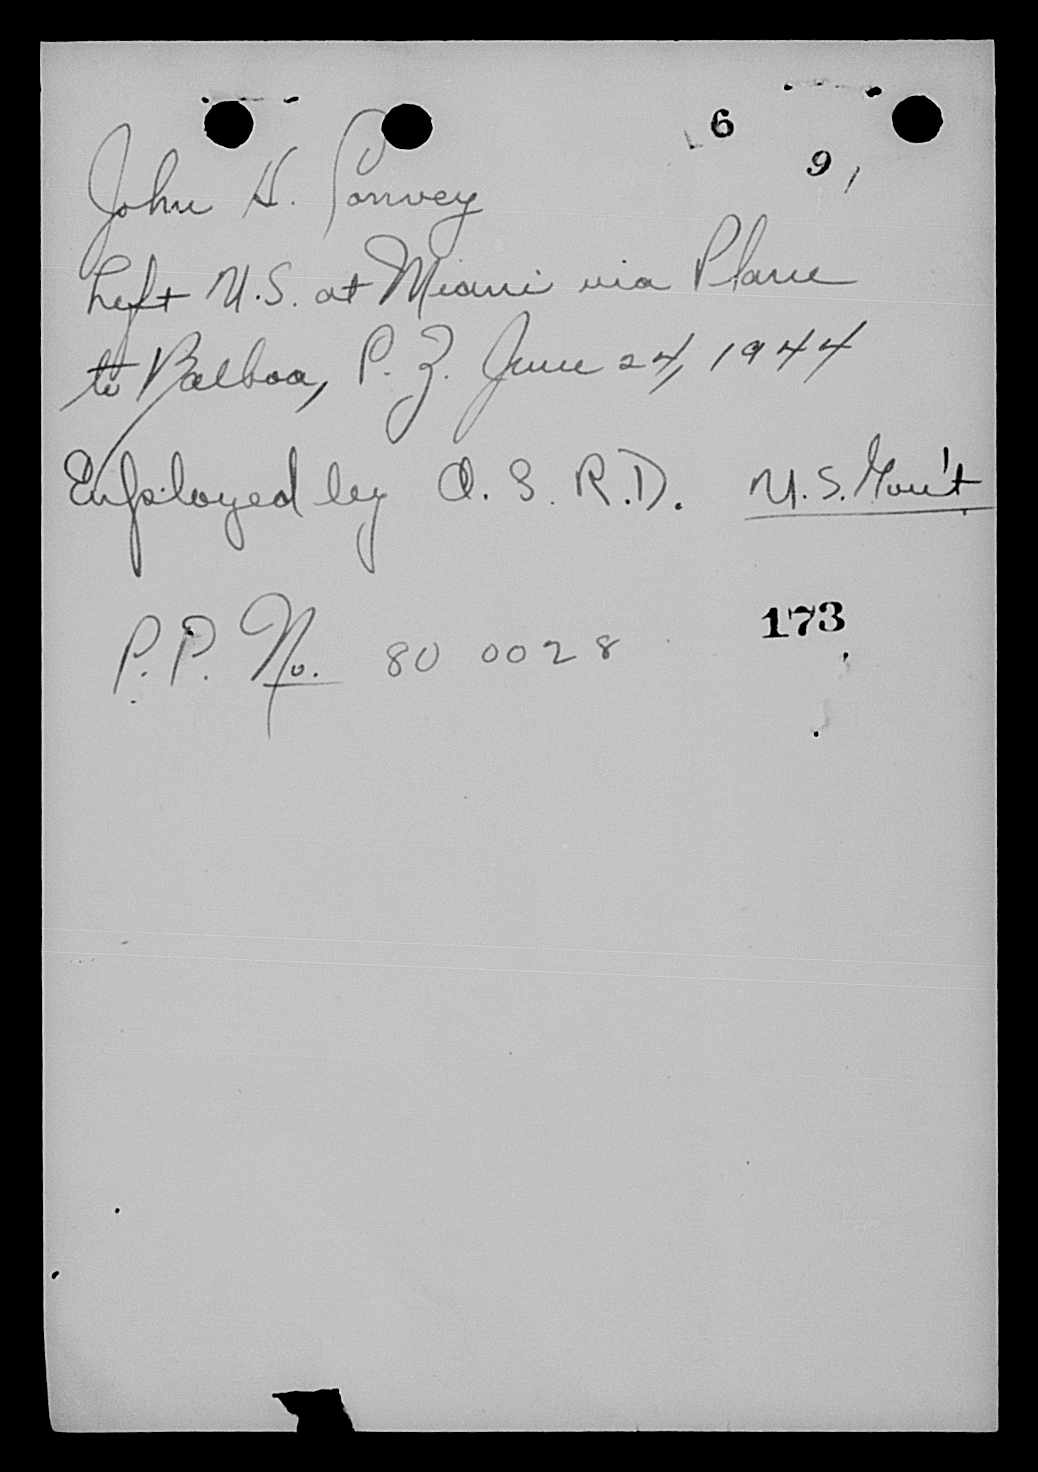 6
9
John H. Convey
Left U.S. at Miami via Plane
to Balboa, C. Z. June 24, 1944
Employed by O. S. R. D. U. S. Gov't
P. P. No. 80 0028
173